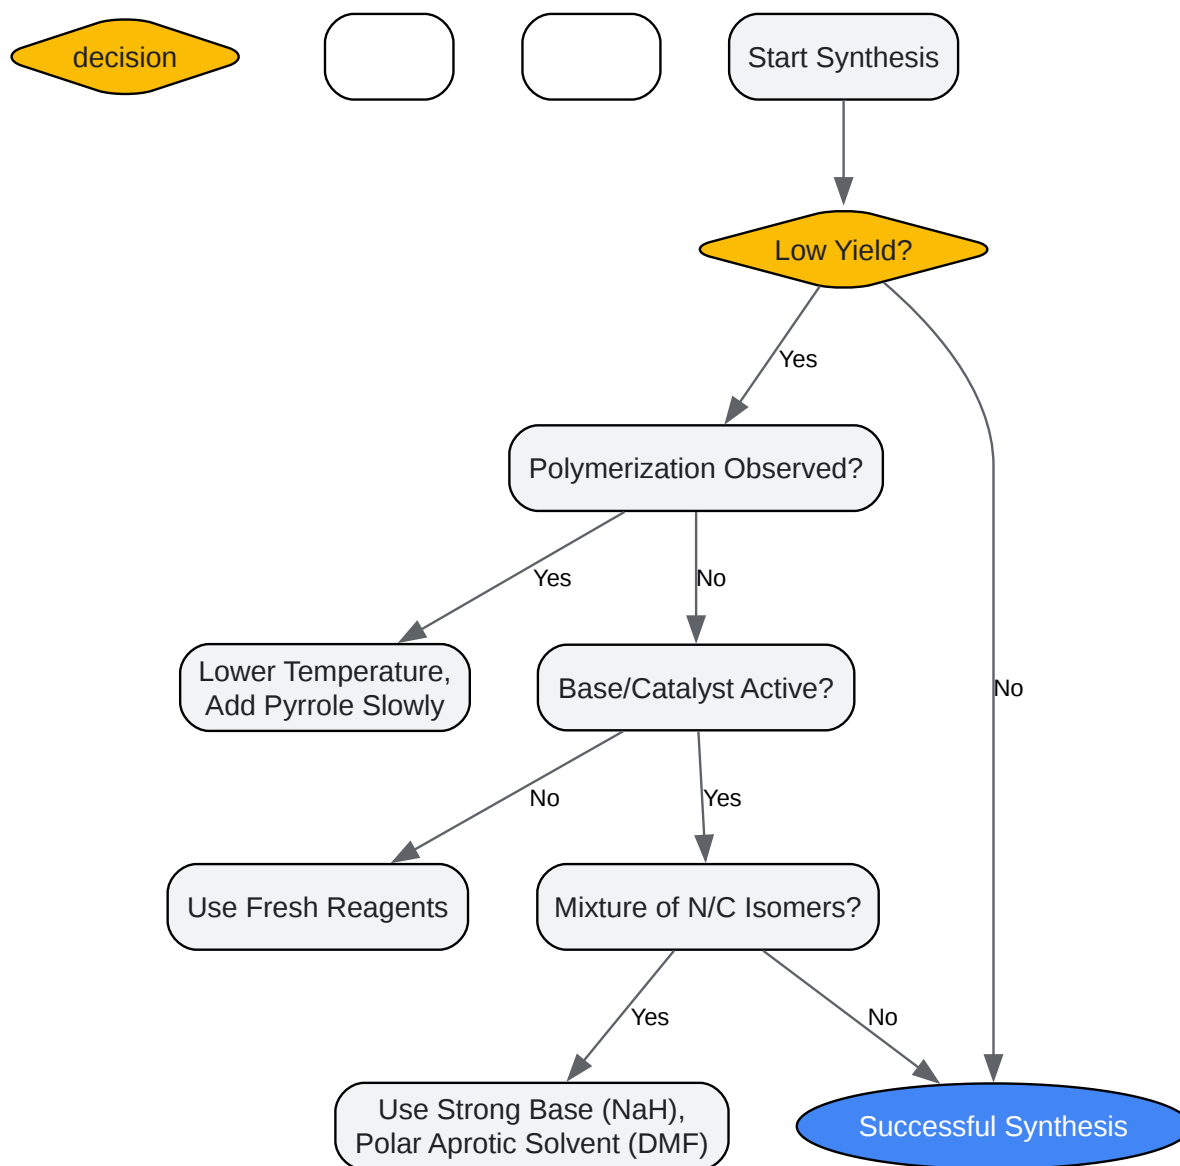 decision
Start Synthesis
Low Yield?
Yes
Polymerization Observed?
Yes
No
Lower Temperature,
Add Pyrrole Slowly
Base/Catalyst Active?
No
No
Yes
Use Fresh Reagents
Mixture of N/C Isomers?
Yes
No
Use Strong Base (NaH),
Polar Aprotic Solvent (DMF)
Successful Synthesis